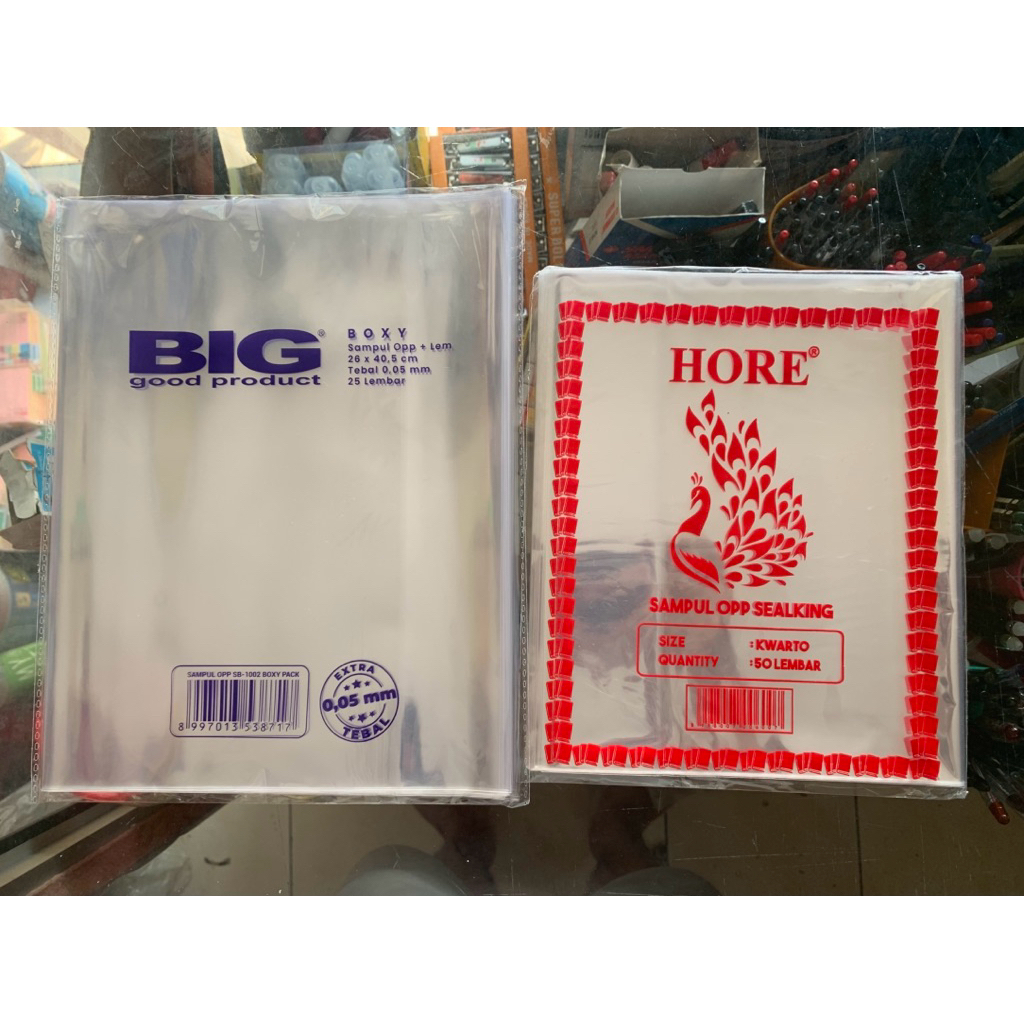 BIG®
good product
BOXY
Sampul Opp + Lem
26 x 40,5 cm
Tebal 0,05 mm
25 Lembar
SAMPUL OPP SB-1002 BOXY PACK
8 997013 538717
EXTRA
0,05 mm
TEBAL
HORE®
SAMPUL OPP SEALKING
SIZE : KWARTO
QUANTITY : 50 LEMBAR